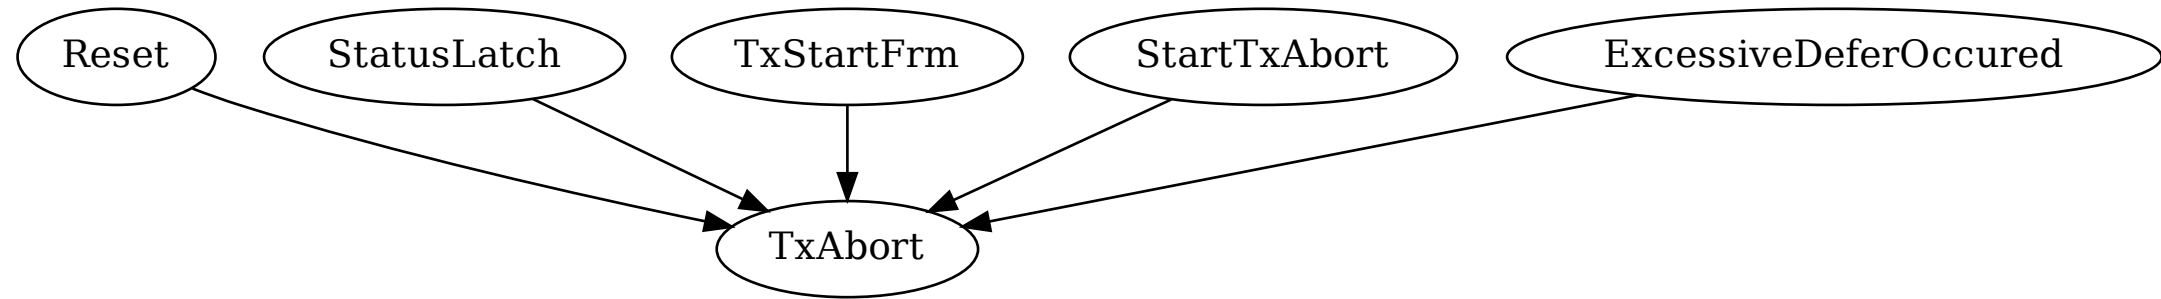 Reset
StatusLatch
TxStartFrm
StartTxAbort
ExcessiveDeferOccured
TxAbort